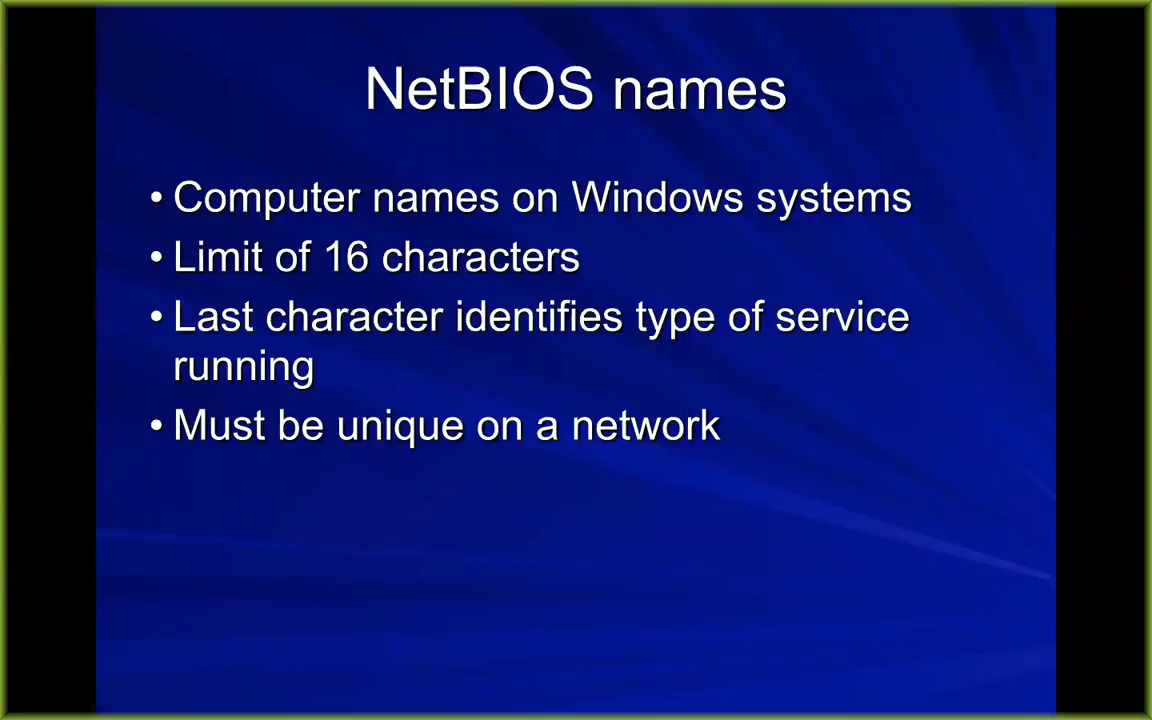 NetBIOS names
• Computer names on Windows systems
• Limit of 16 characters
• Last character identifies type of service
running
• Must be unique on a network